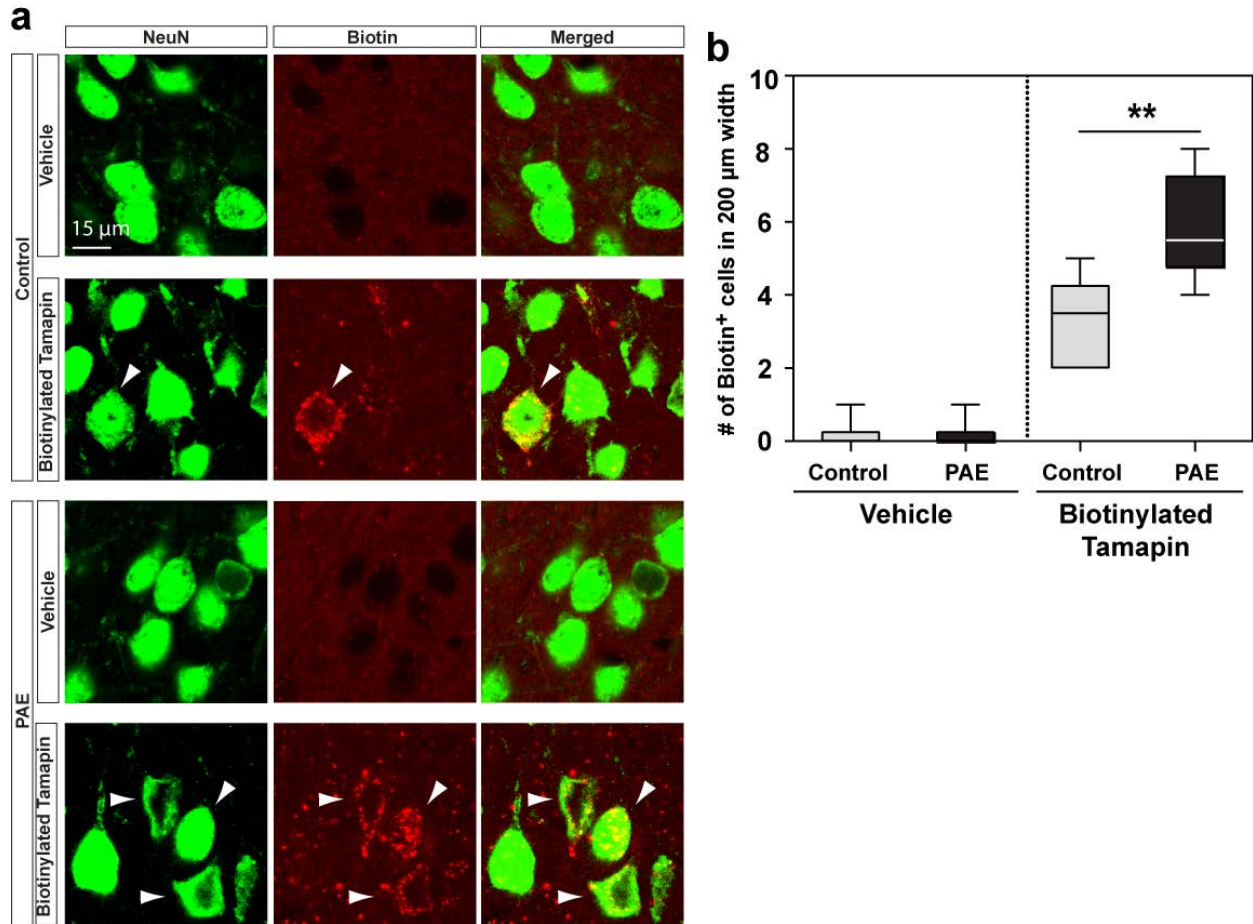 a
NeuN Biotin Merged
Control
Vehicle
15 µm
Biotinylated Tamapin
PAE
Vehicle
Biotinylated Tamapin
b
# of Biotin⁺ cells in 200 µm width
10
8
6
4
2
0
**
Control PAE Control PAE
Vehicle Biotinylated
Tamapin